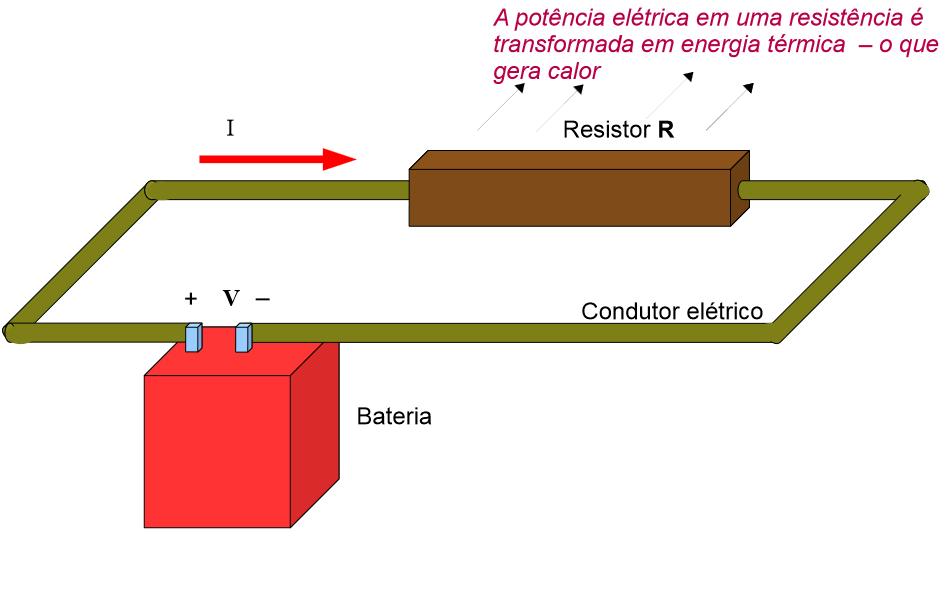 A potência elétrica em uma resistência é
transformada em energia térmica – o que
gera calor
I
Resistor R
+ V –
Condutor elétrico
Bateria